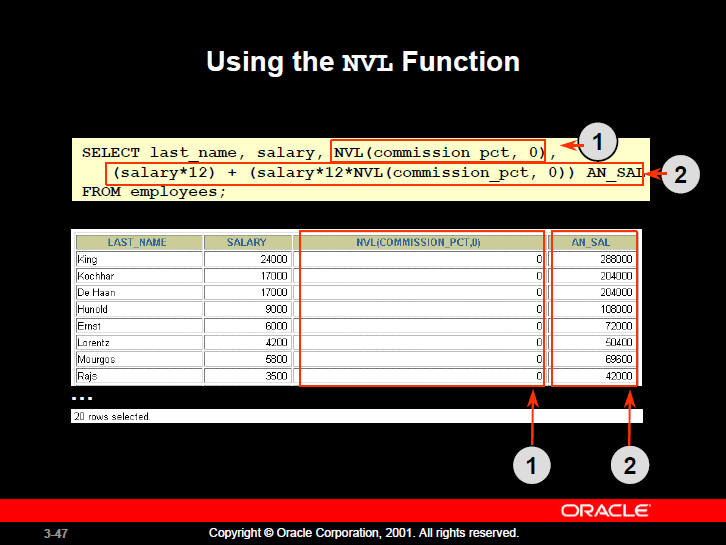 Using the NVL Function
SELECT last_name, salary, NVL(commission_pct, 0),
(salary*12) + (salary*12*NVL(commission_pct, 0)) AN_SAL
FROM employees;
1
2
LAST_NAME SALARY NVL(COMMISSION_PCT,0) AN_SAL
King 24000 0 288000
Kochhar 17000 0 204000
De Haan 17000 0 204000
Hunold 9000 0 108000
Ernst 6000 0 72000
Lorentz 4200 0 50400
Mourgos 5800 0 69600
Rajs 3500 0 42000
...
20 rows selected.
1 2
ORACLE
3-47 Copyright © Oracle Corporation, 2001. All rights reserved.